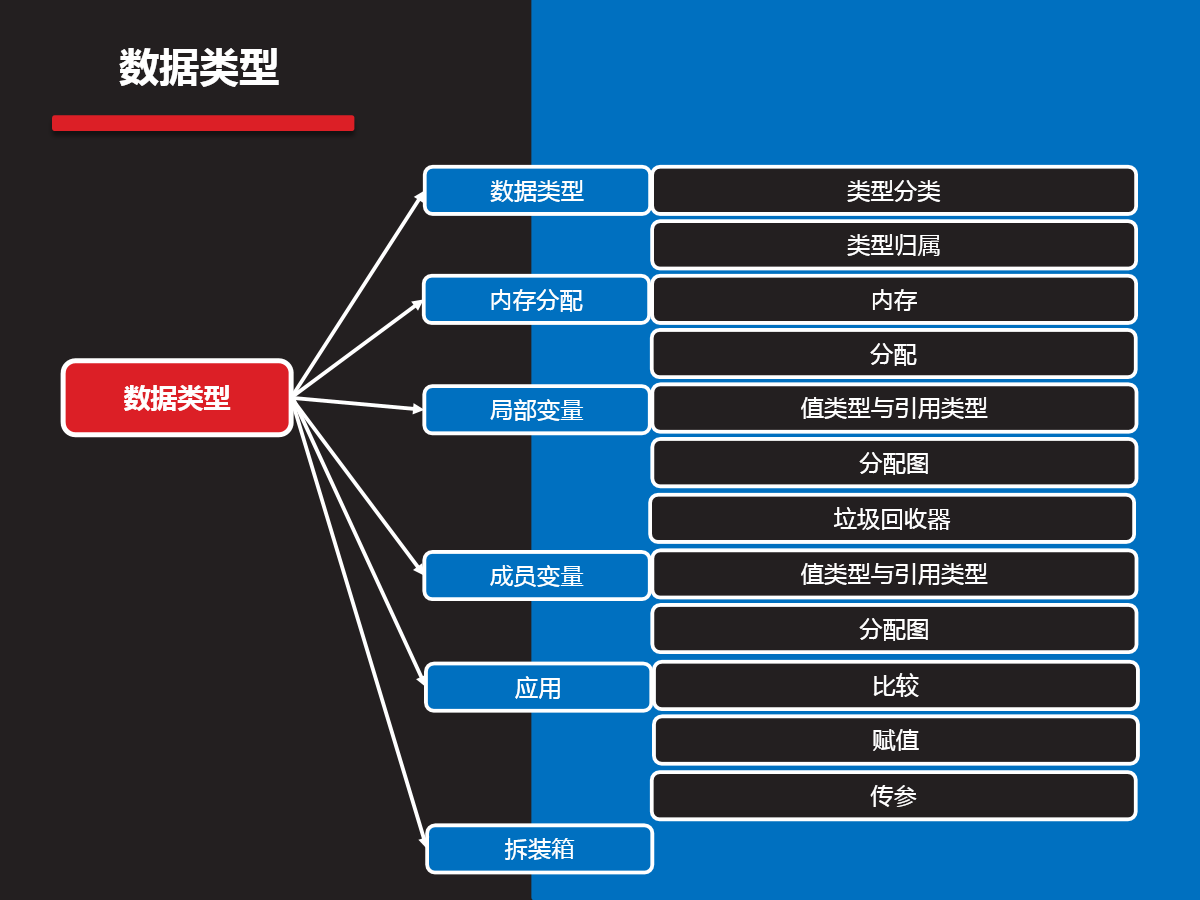 数据类型
数据类型
数据类型
类型分类
类型归属
内存分配
内存
分配
局部变量
值类型与引用类型
分配图
垃圾回收器
成员变量
值类型与引用类型
分配图
应用
比较
赋值
传参
拆装箱